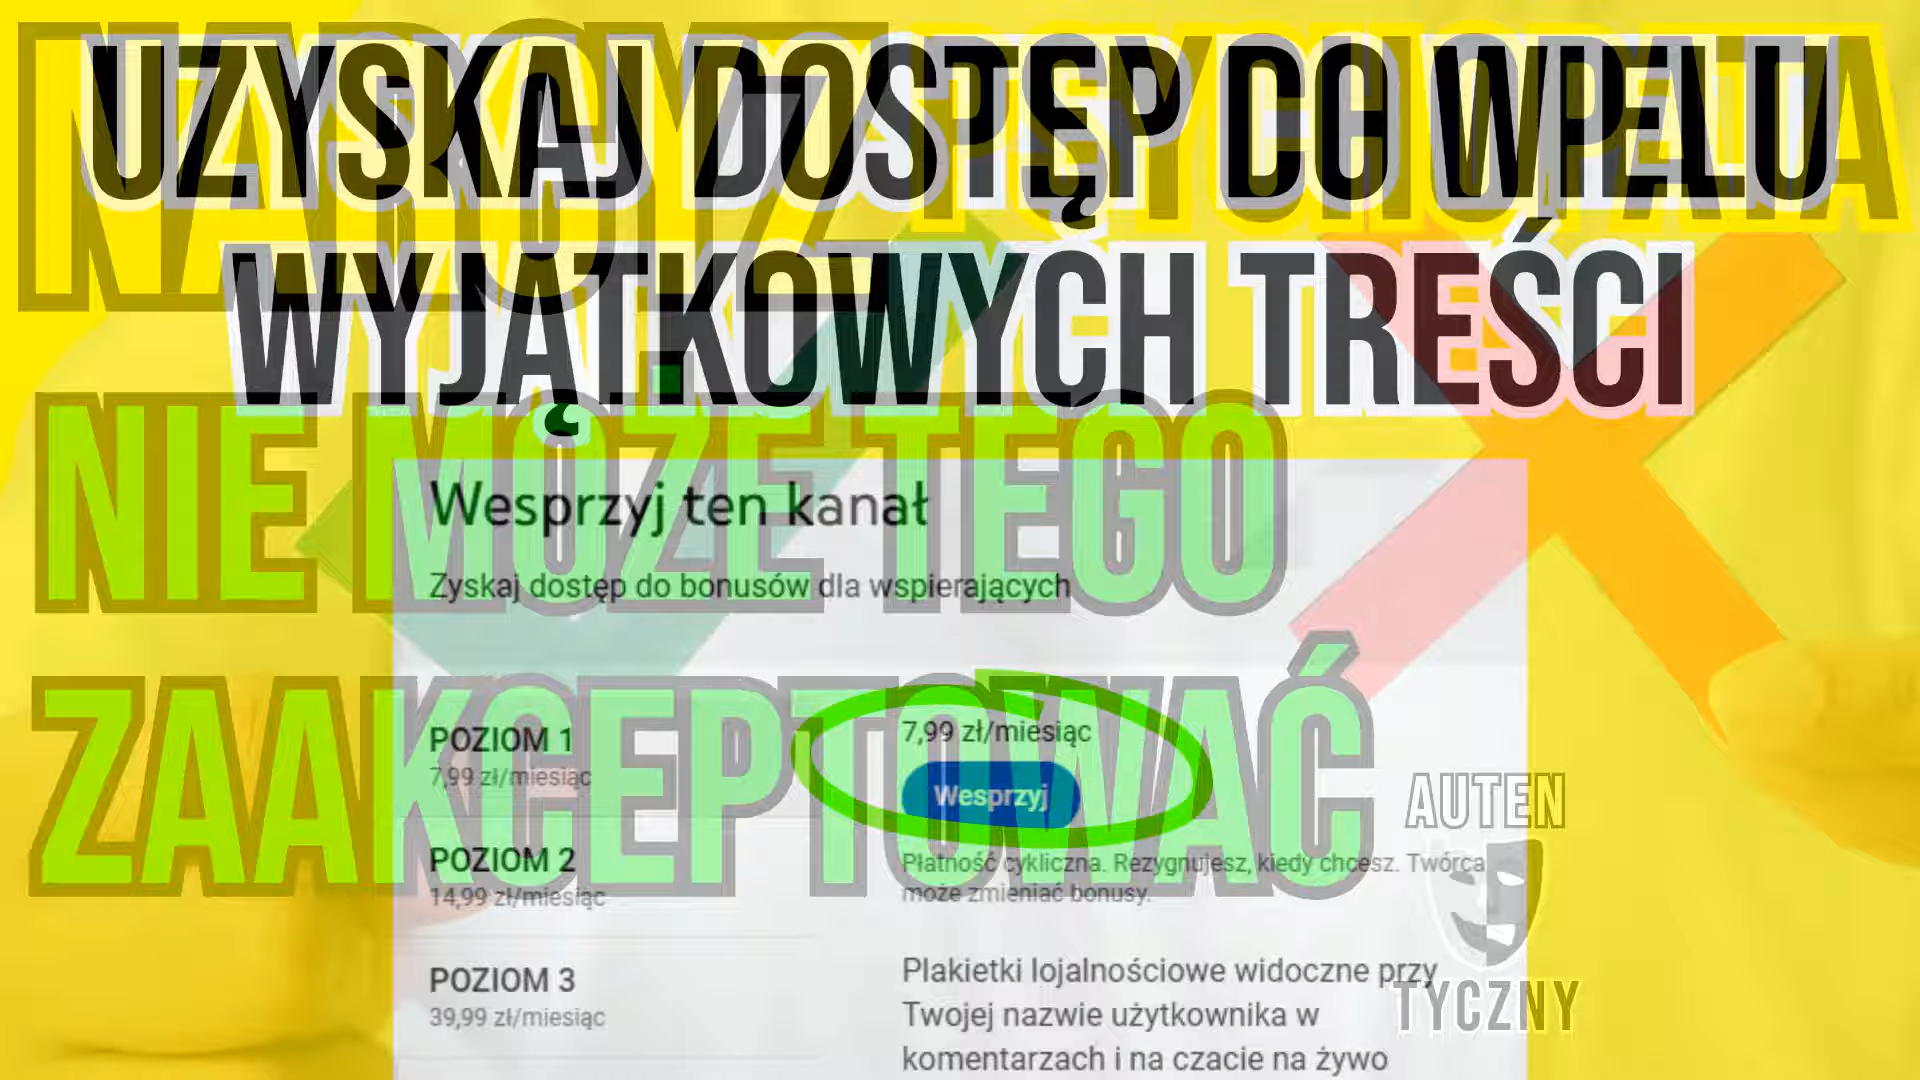 UZYSKAJ DOSTĘP DO WIELU
WYJĄTKOWYCH TREŚCI
NARCYZ PSYCHOPATA
NIE MOŻE TEGO
ZAAKCEPTOWAĆ
Wesprzyj ten kanał
Zyskaj dostęp do bonusów dla wspierających
POZIOM 1
7,99 zł/miesiąc
POZIOM 2
14,99 zł/miesiąc
POZIOM 3
39,99 zł/miesiąc
7,99 zł/miesiąc
Wesprzyj
Płatność cykliczna. Rezygnujesz, kiedy chcesz. Twórca
może zmieniać bonusy.
Plakietki lojalnościowe widoczne przy
Twojej nazwie użytkownika w
komentarzach i na czacie na żywo
AUTEN
TYCZNY